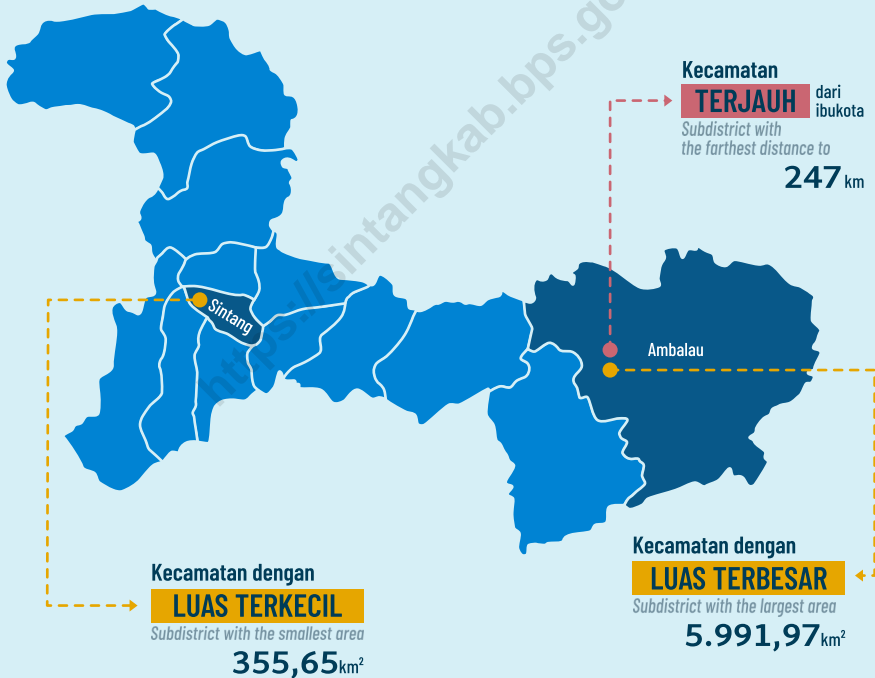 Kecamatan
TERJAUH dari
ibukota
Subdistrict with
the farthest distance to
247 km
https://sintangkab.bps.go
Sintang
Ambalau
Kecamatan dengan
LUAS TERBESAR
Subdistrict with the largest area
5.991,97km²
Kecamatan dengan
LUAS TERKECIL
Subdistrict with the smallest area
355,65km²